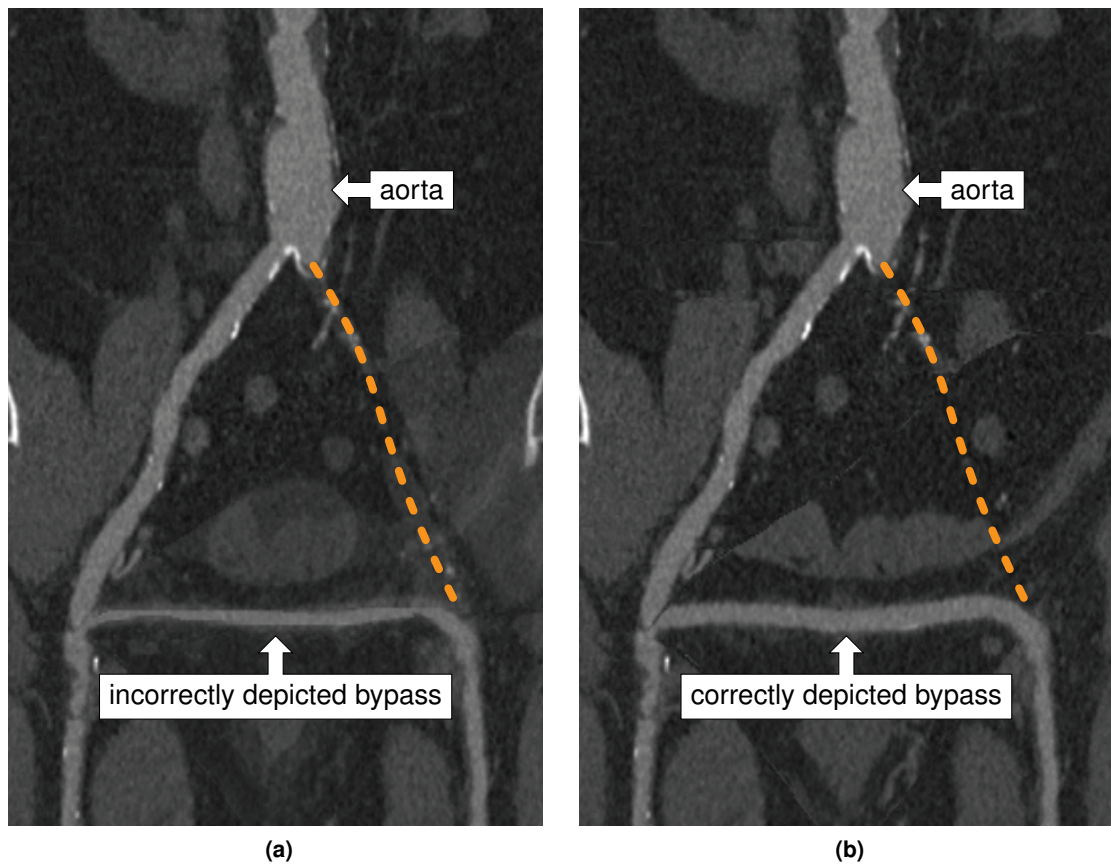 aorta
incorrectly depicted bypass
(a)
aorta
correctly depicted bypass
(b)